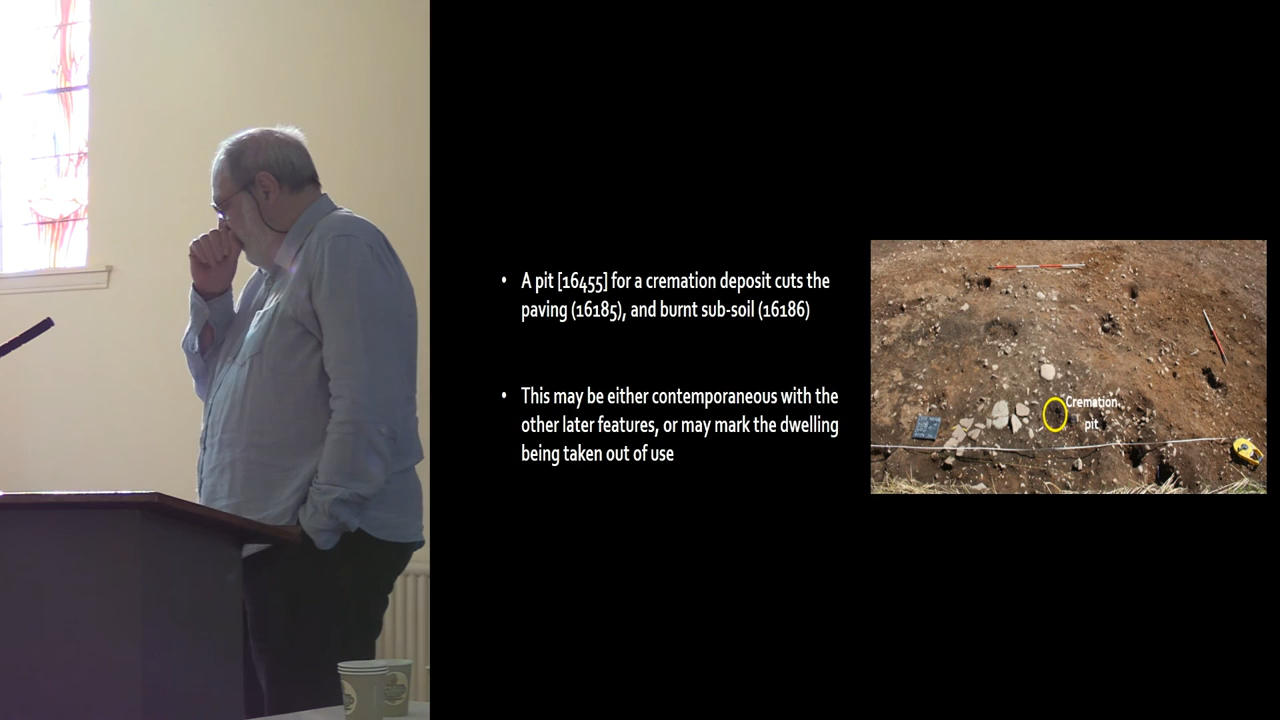 • A pit [16455] for a cremation deposit cuts the
paving (16185), and burnt sub-soil (16186)
• This may be either contemporaneous with the
other later features, or may mark the dwelling
being taken out of use
Cremation
pit